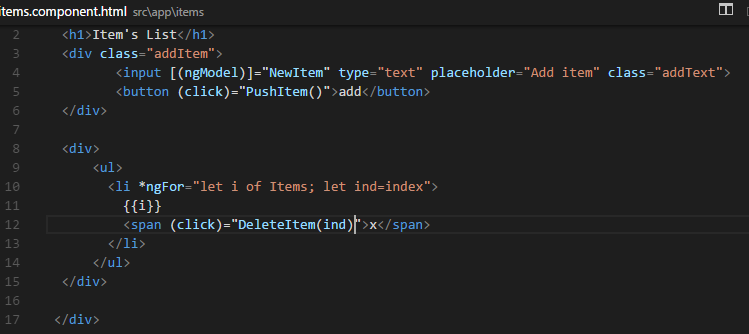 items.component.html src\app\items
2 <h1>Item's List</h1>
3 <div class="addItem">
4 <input [(ngModel)]="NewItem" type="text" placeholder="Add item" class="addText">
5 <button (click)="PushItem()">add</button>
6 </div>
7
8 <div>
9 <ul>
10 <li *ngFor="let i of Items; let ind=index">
11 {{i}}
12 <span (click)="DeleteItem(ind)">x</span>
13 </li>
14 </ul>
15 </div>
16
17 </div>